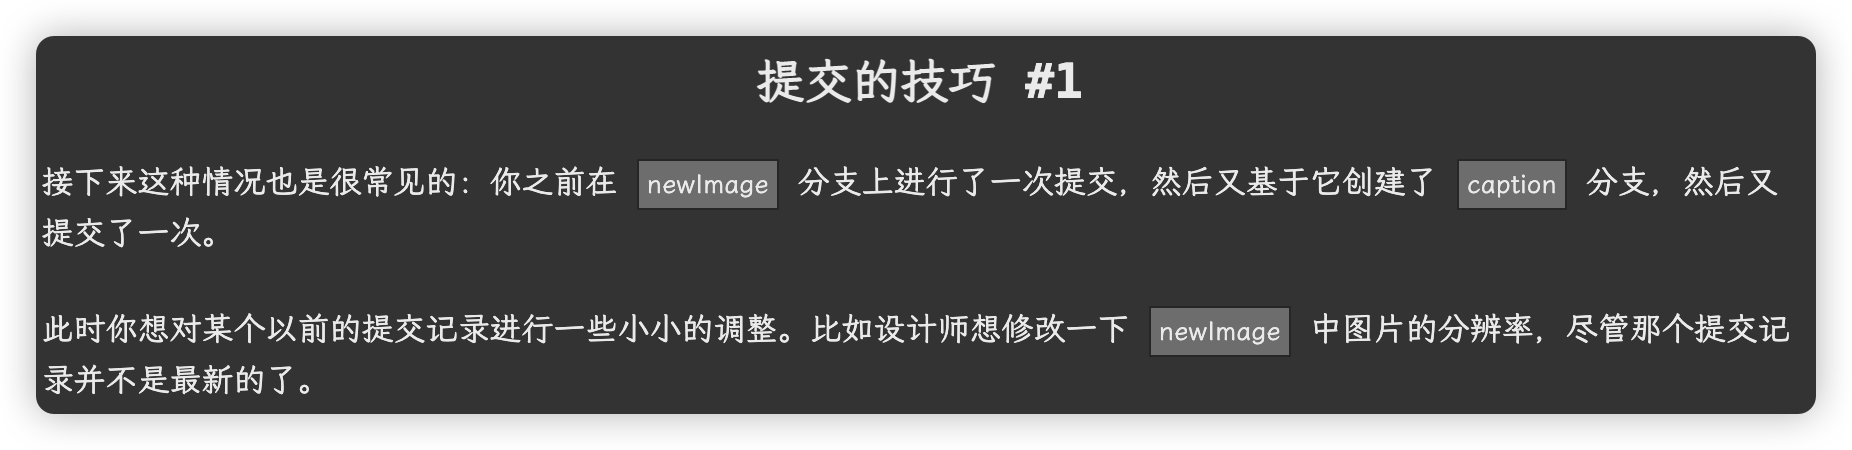 提交的技巧 #1
接下来这种情况也是很常见的：你之前在 newImage 分支上进行了一次提交，然后又基于它创建了 caption 分支，然后又
提交了一次。
此时你想对某个以前的提交记录进行一些小小的调整。比如设计师想修改一下 newImage 中图片的分辨率，尽管那个提交记
录并不是最新的了。